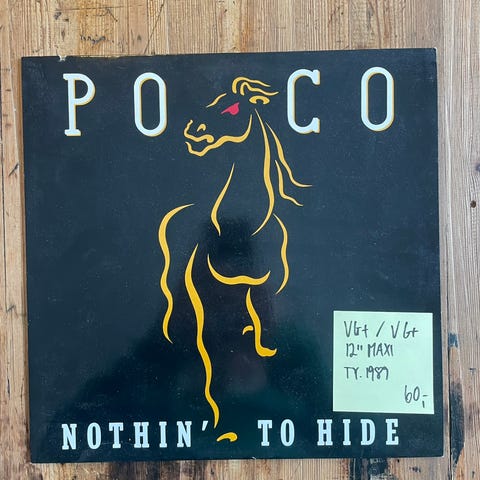 POCO
VG+ / VG+
12" MAXI
TY. 1989
60,-
NOTHIN' TO HIDE